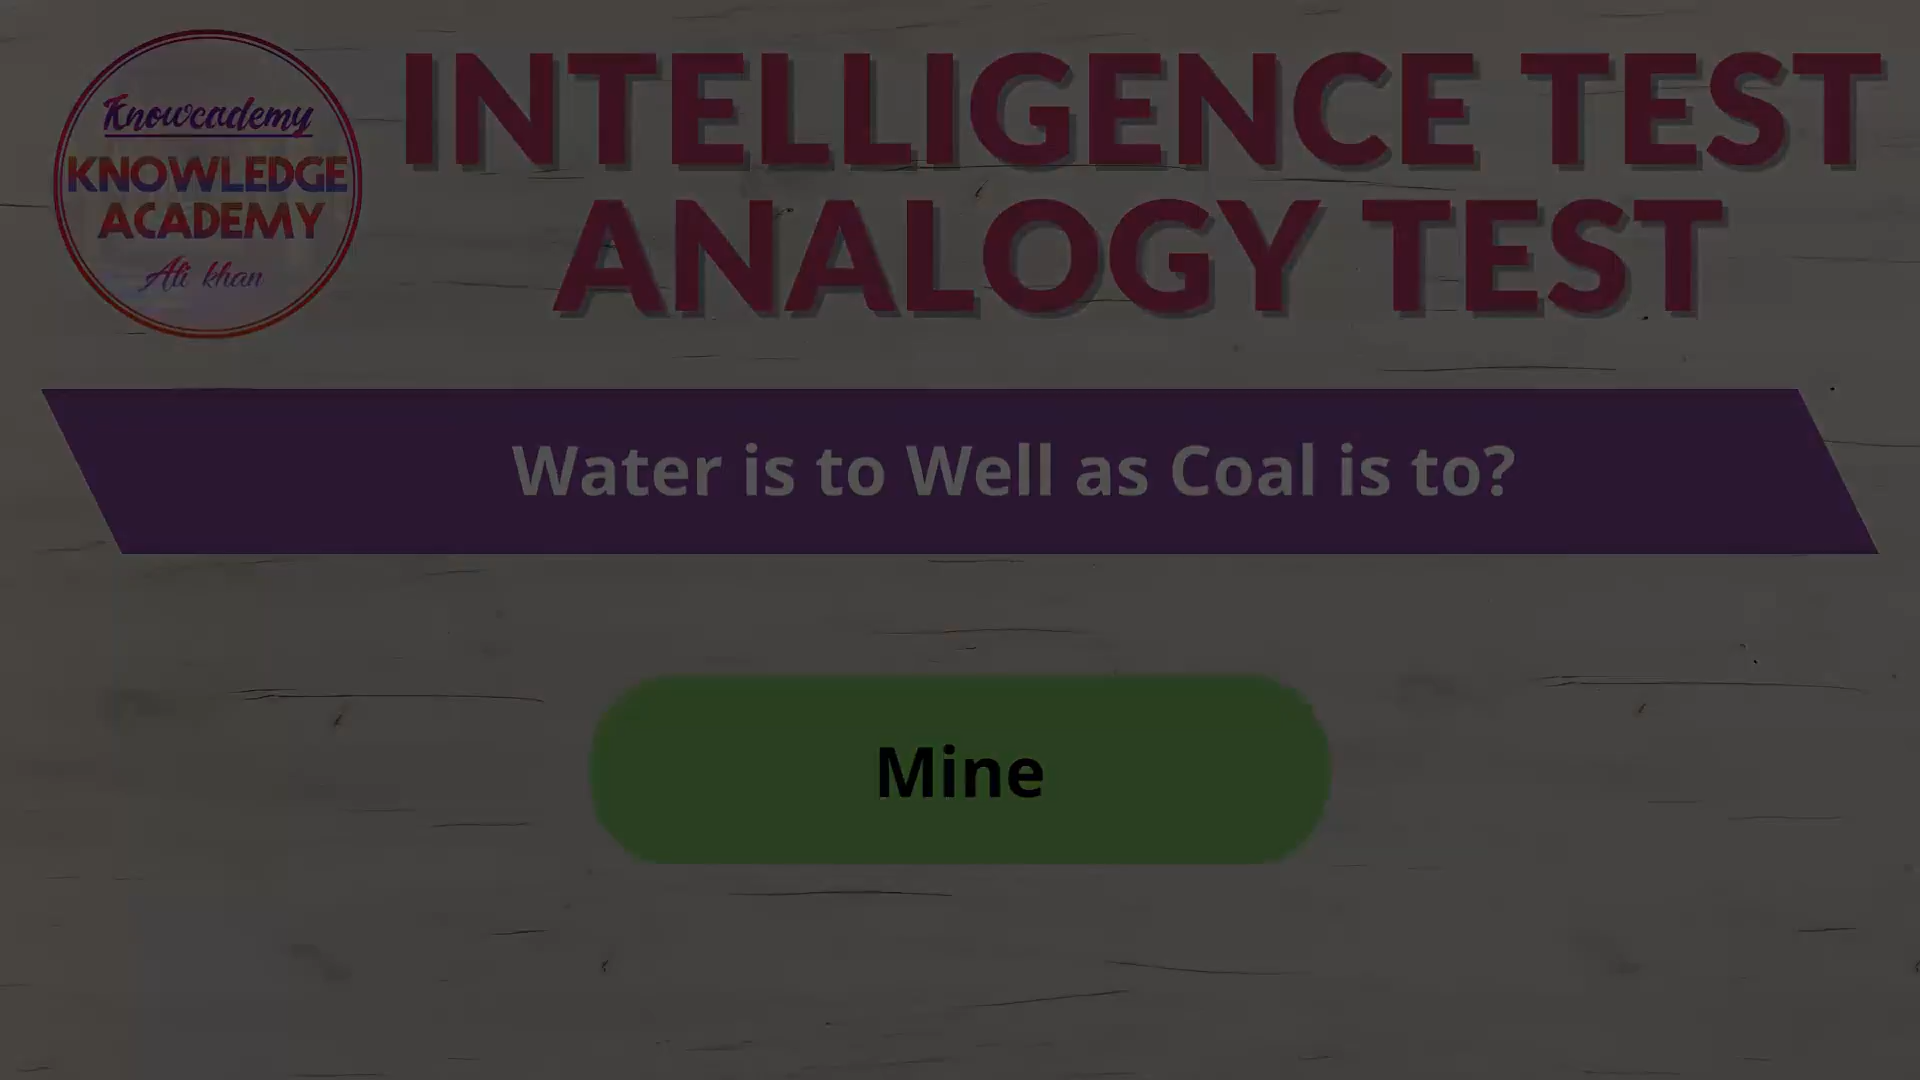 Knowcademy
KNOWLEDGE
ACADEMY
Ali khan
INTELLIGENCE TEST
ANALOGY TEST
Water is to Well as Coal is to?
Mine